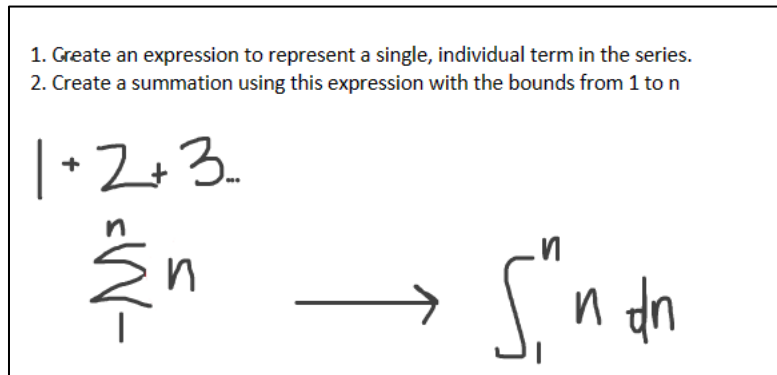 1. Greate an expression to represent a single, individual term in the series.
2. Create a summation using this expression with the bounds from 1 to n
1 + 2 + 3...
n
Σ n → ∫₁ⁿ n dn
1